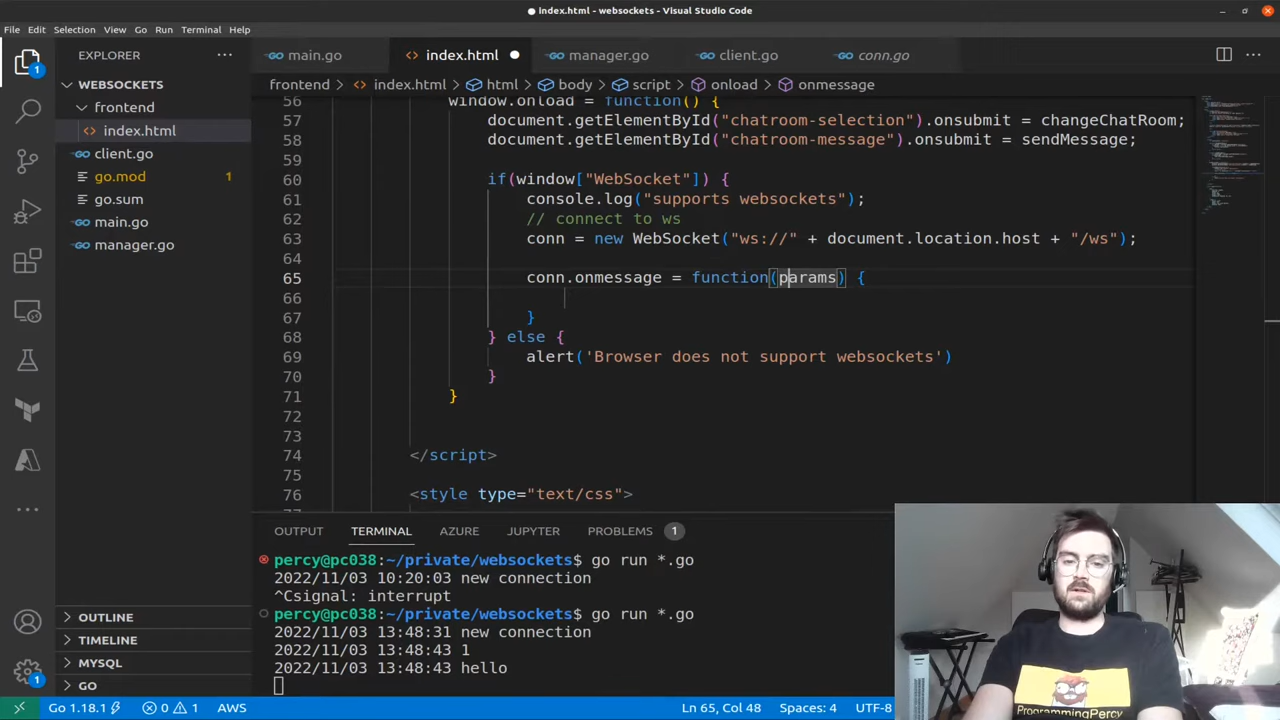 index.html - websockets - Visual Studio Code
File Edit Selection View Go Run Terminal Help
EXPLORER
main.go index.html manager.go client.go conn.go
WEBSOCKETS
frontend > index.html > html > body > script > onload > onmessage
frontend
index.html
client.go
go.mod 1
go.sum
main.go
manager.go
56 window.onload = function() {
57 document.getElementById("chatroom-selection").onsubmit = changeChatRoom;
58 document.getElementById("chatroom-message").onsubmit = sendMessage;
59
60 if(window["WebSocket"]) {
61 console.log("supports websockets");
62 // connect to ws
63 conn = new WebSocket("ws://" + document.location.host + "/ws");
65 conn.onmessage = function(params) {
66
67 }
68 } else {
69 alert('Browser does not support websockets')
70 }
71 }
72
73
74 </script>
75
76 <style type="text/css">
OUTPUT TERMINAL AZURE JUPYTER PROBLEMS 1
percy@pc038:~/private/websockets$ go run *.go
2022/11/03 10:20:03 new connection
^Csignal: interrupt
percy@pc038:~/private/websockets$ go run *.go
2022/11/03 13:48:31 new connection
2022/11/03 13:48:43 1
2022/11/03 13:48:43 hello
OUTLINE
TIMELINE
MYSQL
GO
1
1
Go 1.18.1 0 1 AWS Ln 65, Col 48 Spaces: 4 UTF-8
ProgrammingPercy